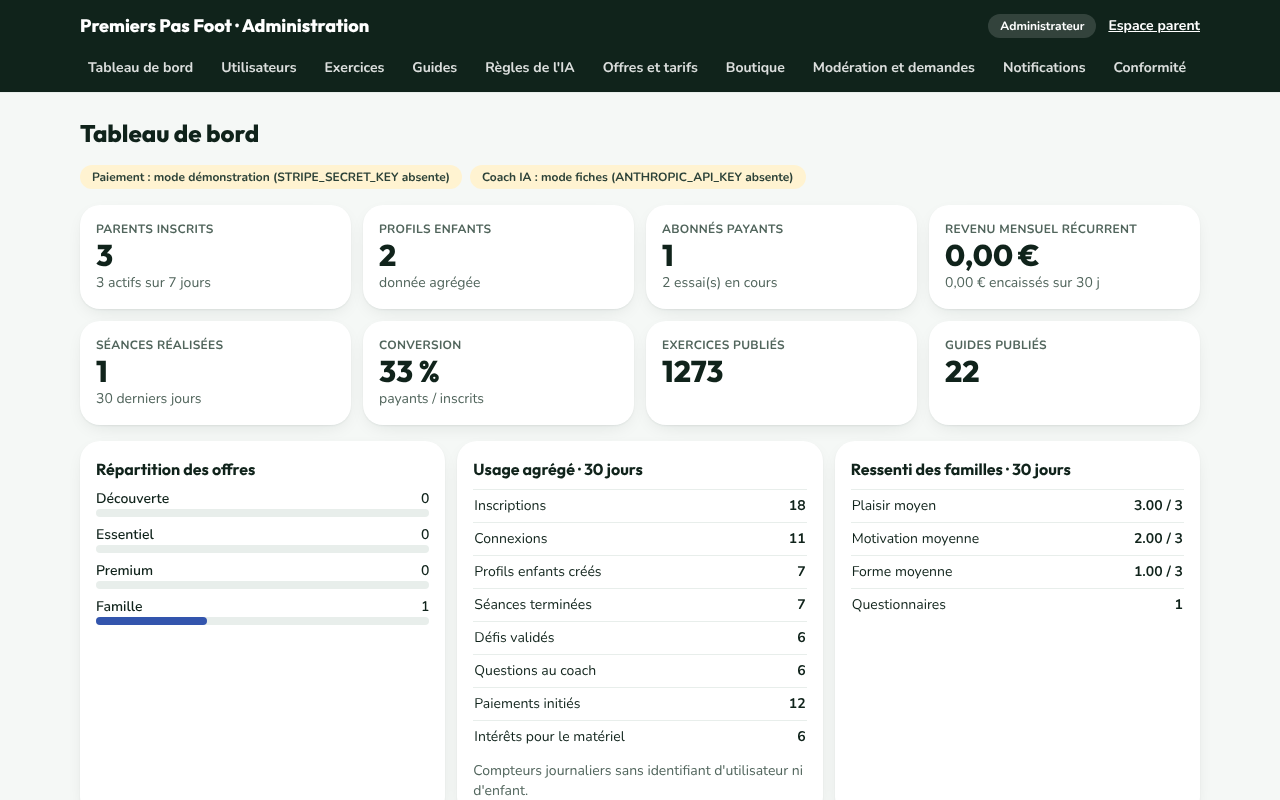 Premiers Pas Foot · Administration
Administrateur
Espace parent
Tableau de bord
Utilisateurs
Exercices
Guides
Règles de l'IA
Offres et tarifs
Boutique
Modération et demandes
Notifications
Conformité
Tableau de bord
Paiement : mode démonstration (STRIPE_SECRET_KEY absente)
Coach IA : mode fiches (ANTHROPIC_API_KEY absente)
PARENTS INSCRITS
3
3 actifs sur 7 jours
PROFILS ENFANTS
2
donnée agrégée
ABONNÉS PAYANTS
1
2 essai(s) en cours
REVENU MENSUEL RÉCURRENT
0,00 €
0,00 € encaissés sur 30 j
SÉANCES RÉALISÉES
1
30 derniers jours
CONVERSION
33 %
payants / inscrits
EXERCICES PUBLIÉS
1273
GUIDES PUBLIÉS
22
Répartition des offres
Découverte 0
Essentiel 0
Premium 0
Famille 1
Usage agrégé · 30 jours
Inscriptions 18
Connexions 11
Profils enfants créés 7
Séances terminées 7
Défis validés 6
Questions au coach 6
Paiements initiés 12
Intérêts pour le matériel 6
Compteurs journaliers sans identifiant d'utilisateur ni
d'enfant.
Ressenti des familles · 30 jours
Plaisir moyen 3.00 / 3
Motivation moyenne 2.00 / 3
Forme moyenne 1.00 / 3
Questionnaires 1